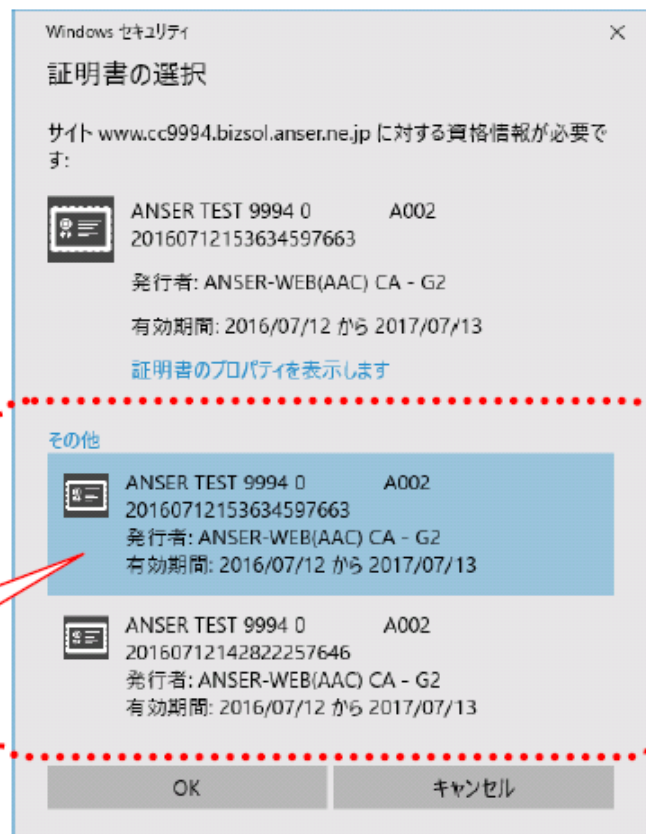 Windows セキュリティ
証明書の選択
サイト www.cc9994.bizsol.anser.ne.jp に対する資格情報が必要で
す:
ANSER TEST 9994 0 A002
20160712153634597663
発行者: ANSER-WEB(AAC) CA - G2
有効期間: 2016/07/12 から 2017/07/13
証明書のプロパティを表示します
その他
ANSER TEST 9994 0 A002
20160712153634597663
発行者: ANSER-WEB(AAC) CA - G2
有効期間: 2016/07/12 から 2017/07/13
ANSER TEST 9994 0 A002
20160712142822257646
発行者: ANSER-WEB(AAC) CA - G2
有効期間: 2016/07/12 から 2017/07/13
OK キャンセル